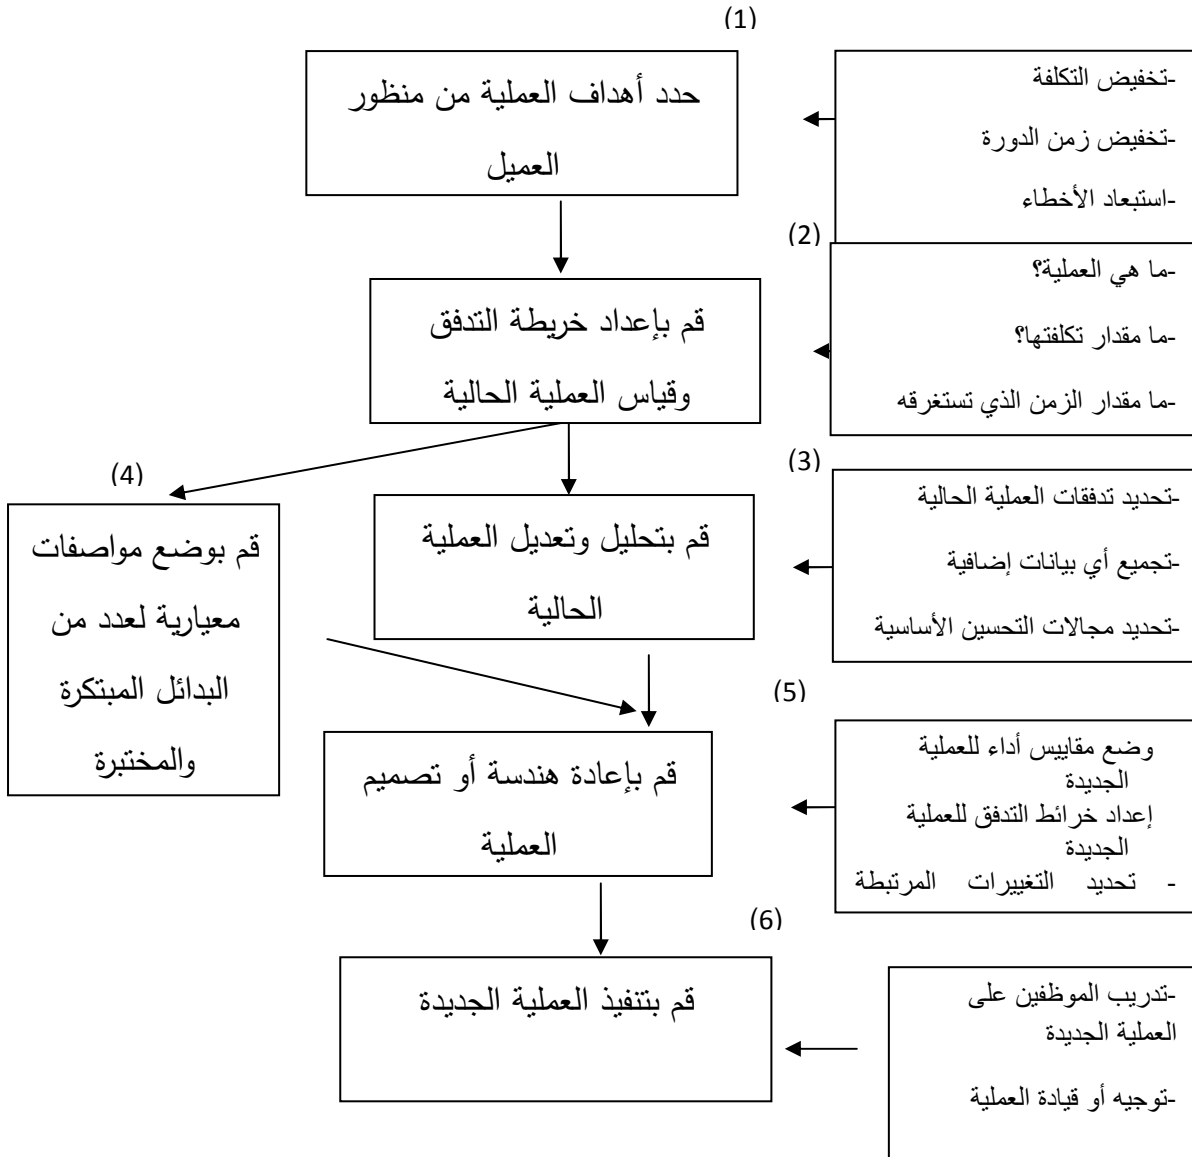 (1)
حدد أهداف العملية من منظور
العميل
-تخفيض التكلفة
-تخفيض زمن الدورة
-استبعاد الأخطاء
(2)
قم بإعداد خريطة التدفق
وقياس العملية الحالية
-ما هي العملية؟
-ما مقدار تكلفتها؟
-ما مقدار الزمن الذي تستغرقه
(3)
قم بتحليل وتعديل العملية
الحالية
-تحديد تدفقات العملية الحالية
-تجميع أي بيانات إضافية
-تحديد مجالات التحسين الأساسية
(4)
قم بوضع مواصفات
معيارية لعدد من
البدائل المبتكرة
والمختبرة
(5)
قم بإعادة هندسة أو تصميم
العملية
وضع مقاييس أداء للعملية
الجديدة
إعداد خرائط التدفق للعملية
الجديدة
- تحديد التغييرات المرتبطة
(6)
قم بتنفيذ العملية الجديدة
-تدريب الموظفين على
العملية الجديدة
-توجيه أو قيادة العملية